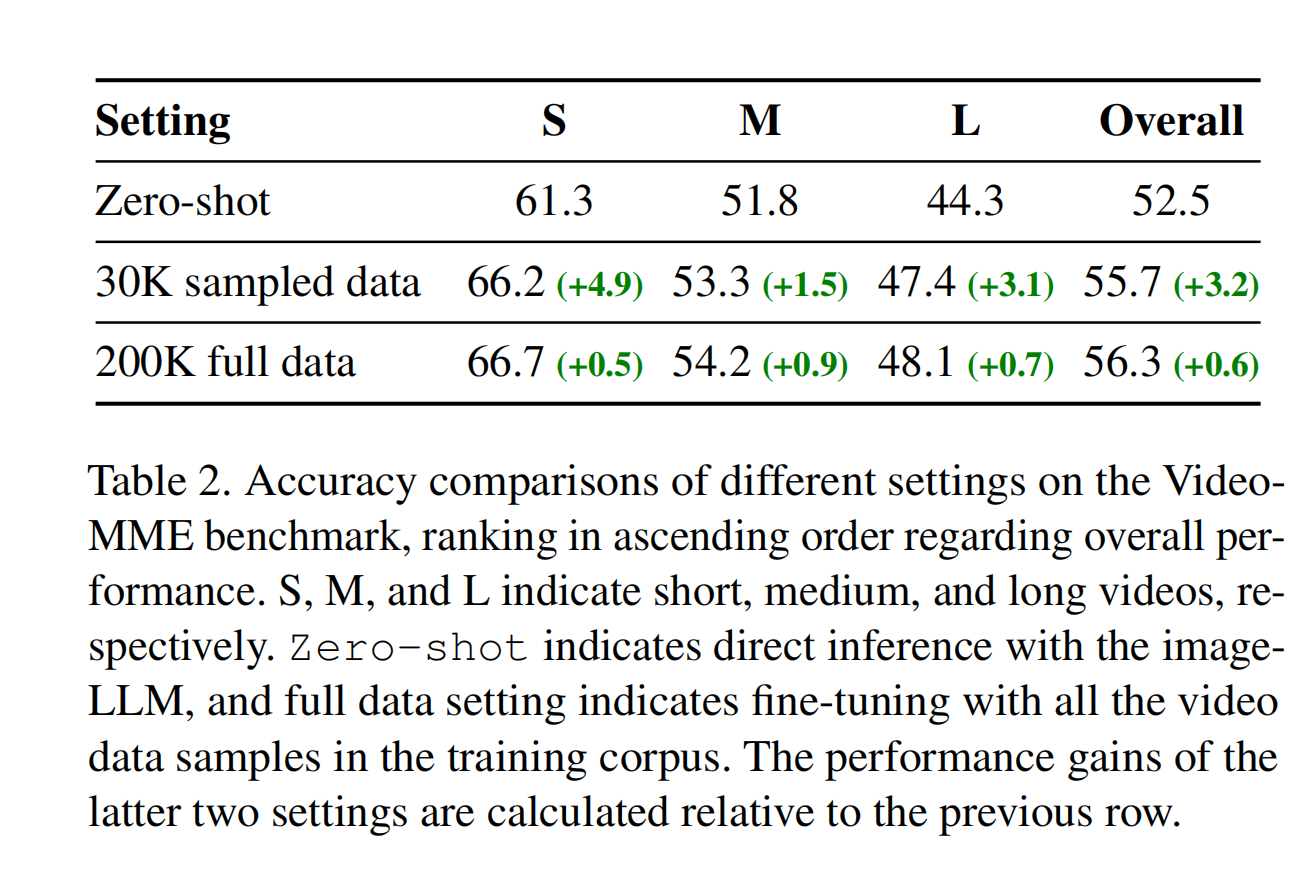 Setting S M L Overall
Zero-shot 61.3 51.8 44.3 52.5
30K sampled data 66.2 (+4.9) 53.3 (+1.5) 47.4 (+3.1) 55.7 (+3.2)
200K full data 66.7 (+0.5) 54.2 (+0.9) 48.1 (+0.7) 56.3 (+0.6)
Table 2. Accuracy comparisons of different settings on the Video-
MME benchmark, ranking in ascending order regarding overall per-
formance. S, M, and L indicate short, medium, and long videos, re-
spectively. Zero-shot indicates direct inference with the image-
LLM, and full data setting indicates fine-tuning with all the video
data samples in the training corpus. The performance gains of the
latter two settings are calculated relative to the previous row.